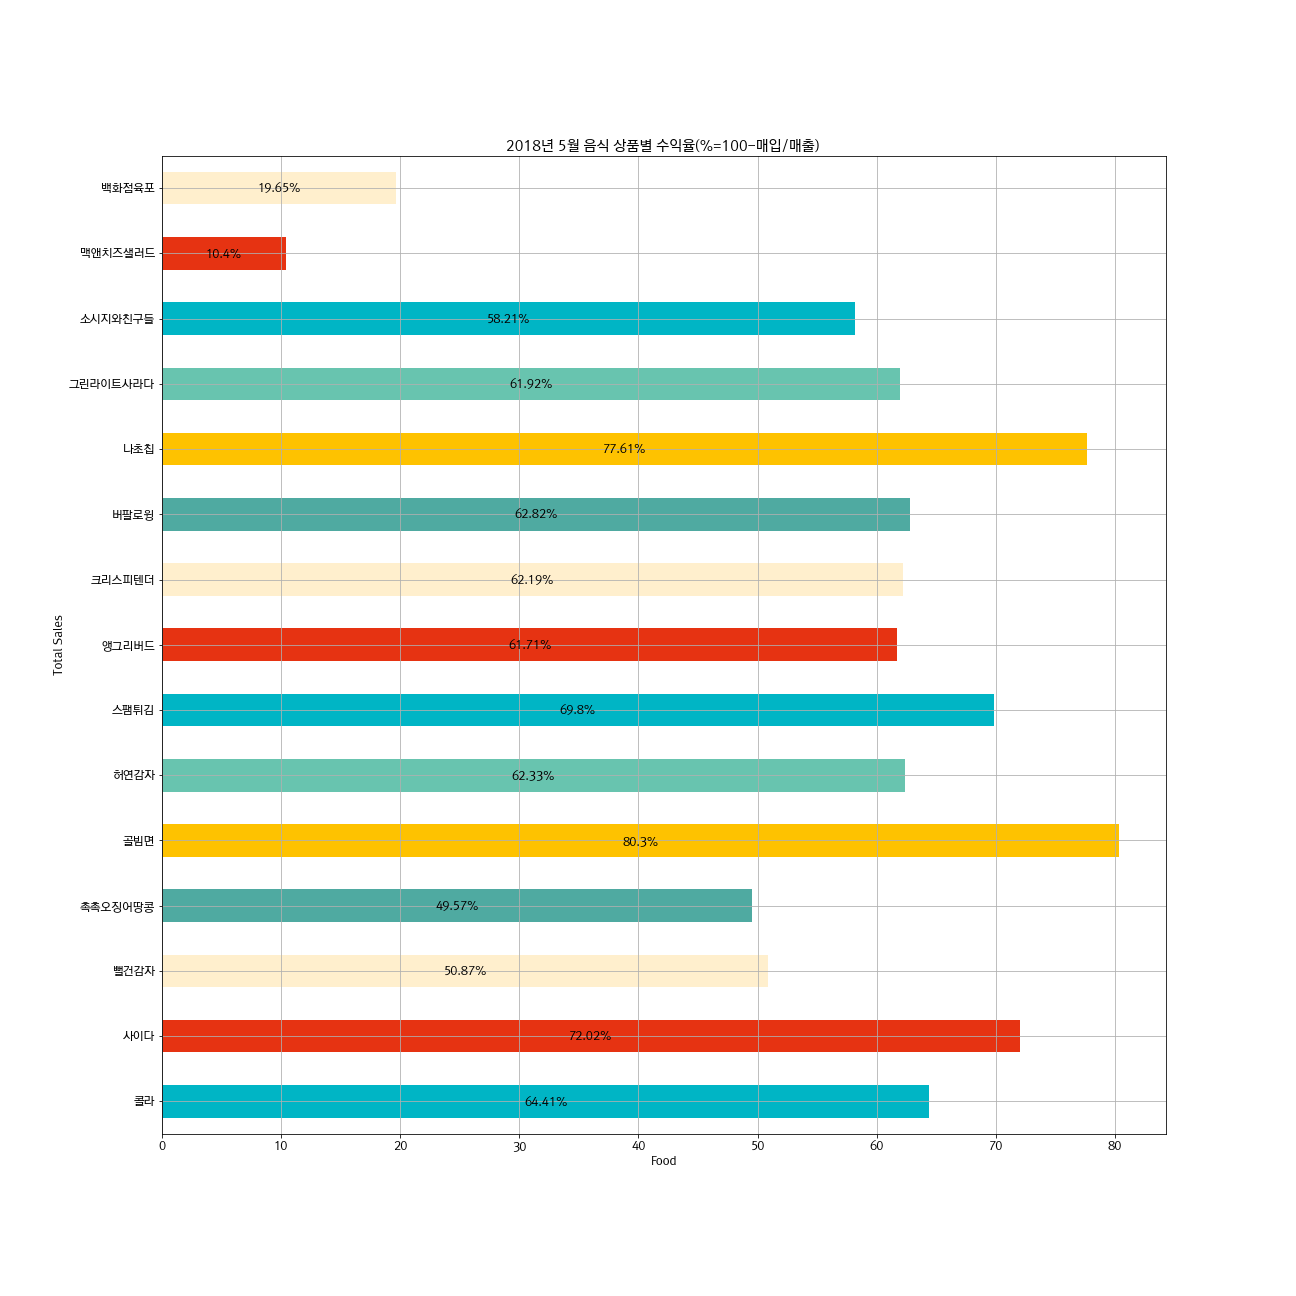 2018년 5월 음식 상품별 수익율(%=100-매입/매출)
백화점육포 19.65%
맥앤치즈샐러드 10.4%
소시지와친구들 58.21%
그린라이트사라다 61.92%
나초칩 77.61%
버팔로윙 62.82%
크리스피텐더 62.19%
앵그리버드 61.71%
스팸튀김 69.8%
허연감자 62.33%
골빔면 80.3%
촉촉오징어땅콩 49.57%
뻘건감자 50.87%
사이다 72.02%
콜라 64.41%
0 10 20 30 40 50 60 70 80
Food
Total Sales